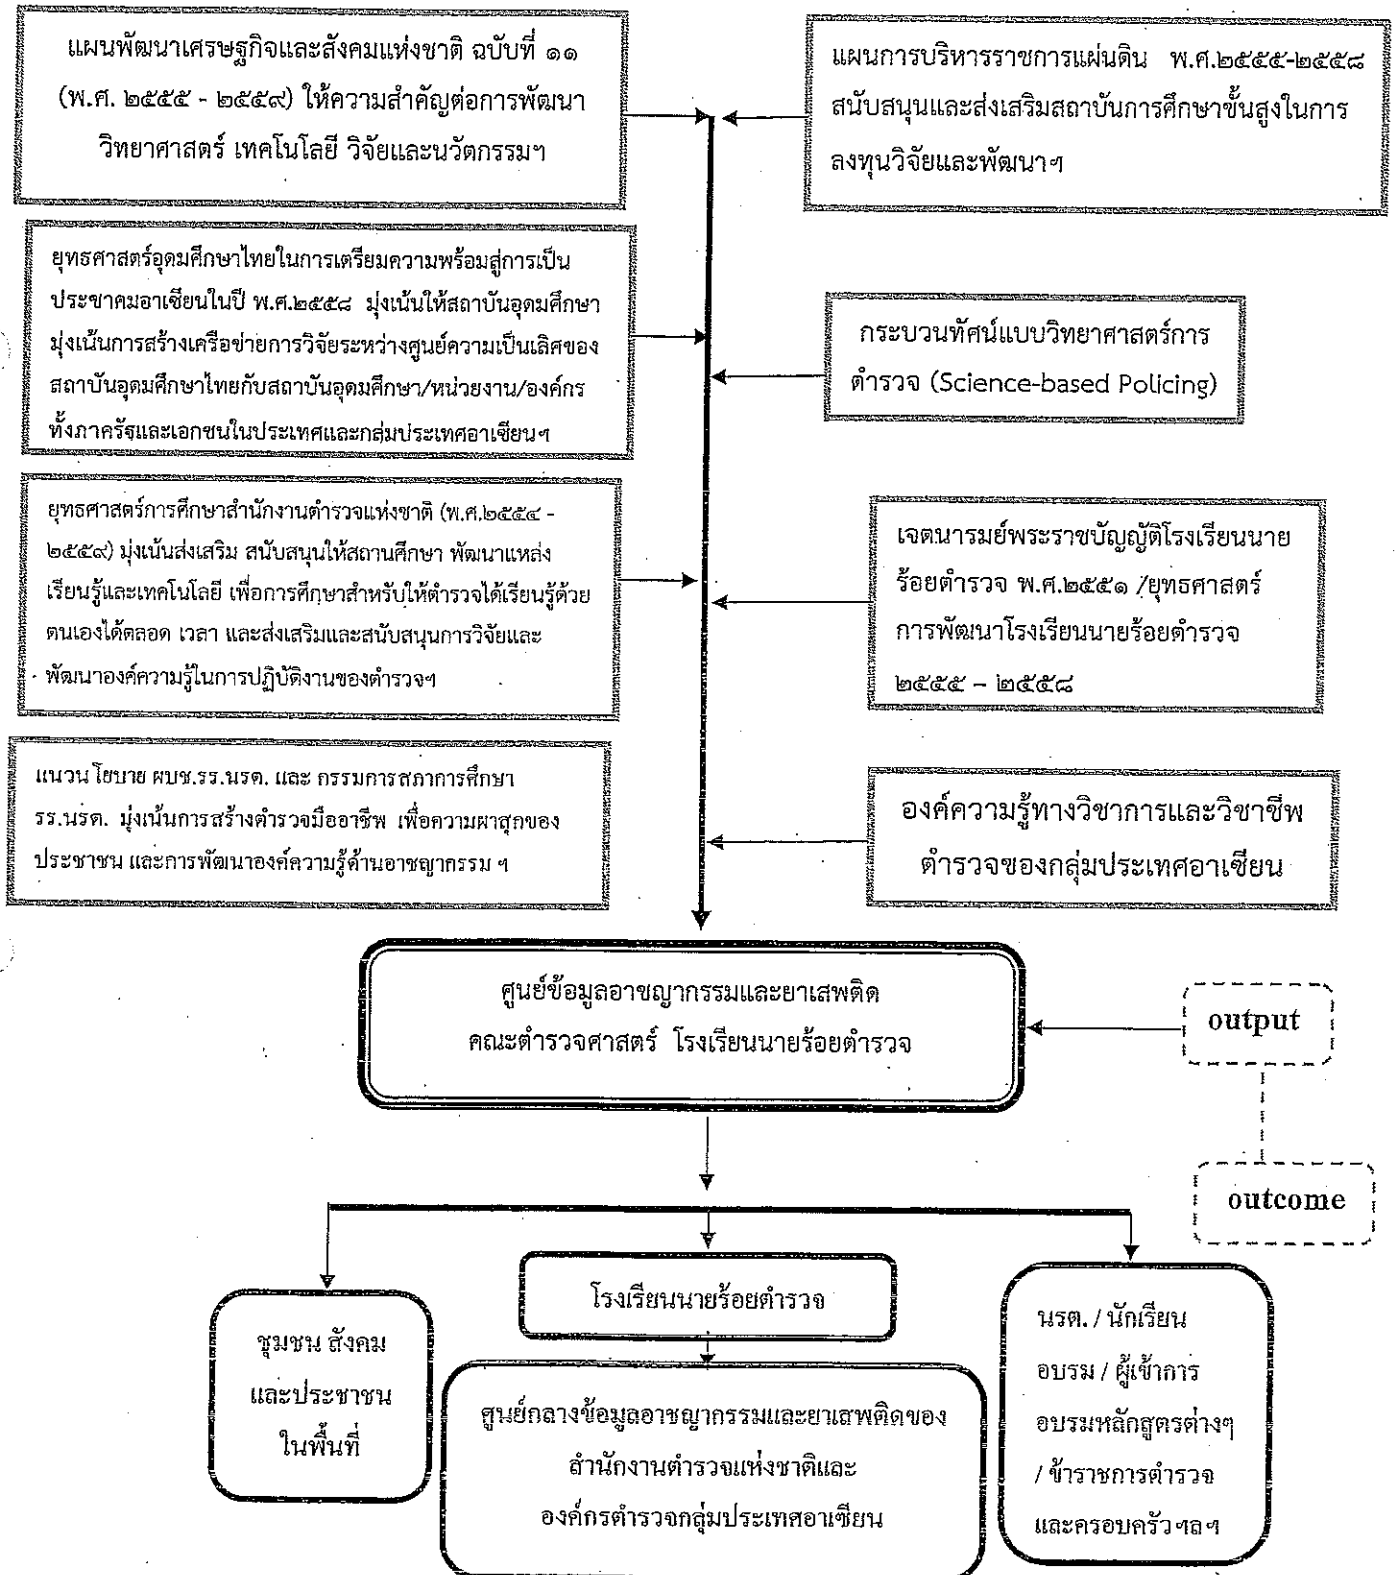 แผนพัฒนาเศรษฐกิจและสังคมแห่งชาติ ฉบับที่ ๑๑
(พ.ศ. ๒๕๕๕ - ๒๕๕๙) ให้ความสำคัญต่อการพัฒนา
วิทยาศาสตร์ เทคโนโลยี วิจัยและนวัตกรรมฯ
แผนการบริหารราชการแผ่นดิน พ.ศ.๒๕๕๕-๒๕๕๘
สนับสนุนและส่งเสริมสถาบันการศึกษาขั้นสูงในการ
ลงทุนวิจัยและพัฒนาฯ
ยุทธศาสตร์อุดมศึกษาไทยในการเตรียมความพร้อมสู่การเป็น
ประชาคมอาเซียนในปี พ.ศ.๒๕๕๘ มุ่งเน้นให้สถาบันอุดมศึกษา
มุ่งเน้นการสร้างเครือข่ายการวิจัยระหว่างศูนย์ความเป็นเลิศของ
สถาบันอุดมศึกษาไทยกับสถาบันอุดมศึกษา/หน่วยงาน/องค์กร
ทั้งภาครัฐและเอกชนในประเทศและกลุ่มประเทศอาเซียนฯ
กระบวนทัศน์แบบวิทยาศาสตร์การ
ตำรวจ (Science-based Policing)
ยุทธศาสตร์การศึกษาสำนักงานตำรวจแห่งชาติ (พ.ศ.๒๕๕๔ -
๒๕๕๙) มุ่งเน้นส่งเสริม สนับสนุนให้สถานศึกษา พัฒนาแหล่ง
เรียนรู้และเทคโนโลยี เพื่อการศึกษาสำหรับให้ตำรวจได้เรียนรู้ด้วย
ตนเองได้ตลอด เวลา และส่งเสริมและสนับสนุนการวิจัยและ
พัฒนาองค์ความรู้ในการปฏิบัติงานของตำรวจฯ
เจตนารมย์พระราชบัญญัติโรงเรียนนาย
ร้อยตำรวจ พ.ศ.๒๕๕๑ /ยุทธศาสตร์
การพัฒนาโรงเรียนนายร้อยตำรวจ
๒๕๕๕ – ๒๕๕๘
แนวนโยบาย ผบช.รร.นรต. และ กรรมการสภาการศึกษา
รร.นรต. มุ่งเน้นการสร้างตำรวจมืออาชีพ เพื่อความผาสุกของ
ประชาชน และการพัฒนาองค์ความรู้ด้านอาชญากรรม ฯ
องค์ความรู้ทางวิชาการและวิชาชีพ
ตำรวจของกลุ่มประเทศอาเซียน
ศูนย์ข้อมูลอาชญากรรมและยาเสพติด
คณะตำรวจศาสตร์ โรงเรียนนายร้อยตำรวจ
output
outcome
ชุมชน สังคม
และประชาชน
ในพื้นที่
โรงเรียนนายร้อยตำรวจ
ศูนย์กลางข้อมูลอาชญากรรมและยาเสพติดของ
สำนักงานตำรวจแห่งชาติและ
องค์กรตำรวจกลุ่มประเทศอาเซียน
นรต. / นักเรียน
อบรม / ผู้เข้าการ
อบรมหลักสูตรต่างๆ
/ ข้าราชการตำรวจ
และครอบครัวฯลฯ